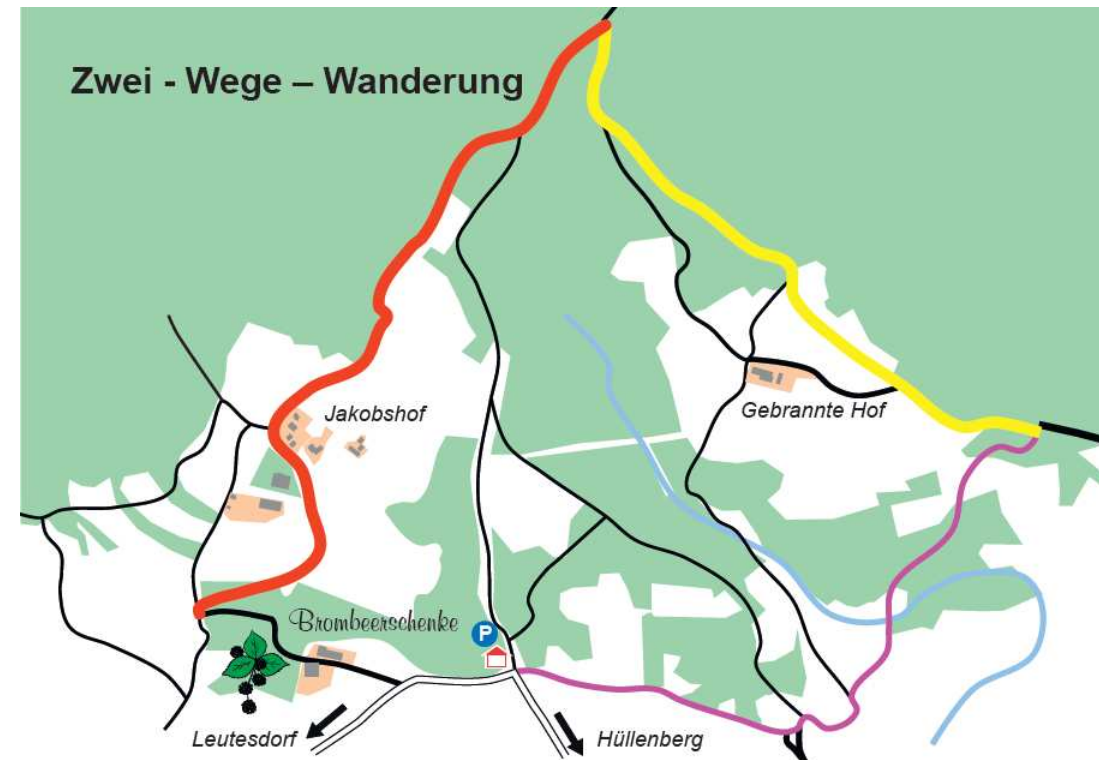 Zwei - Wege – Wanderung
Jakobshof
Gebrannte Hof
Brombeerschenke
P
Leutesdorf
Hüllenberg